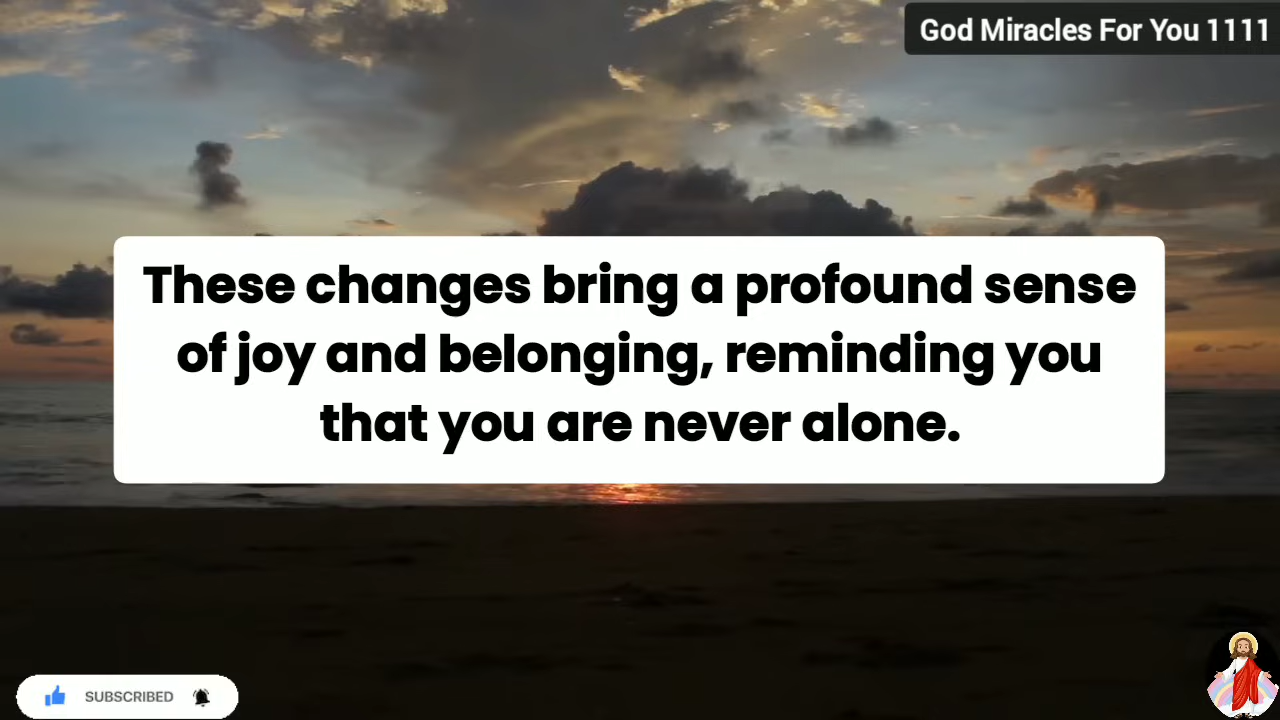 God Miracles For You 1111
These changes bring a profound sense
of joy and belonging, reminding you
that you are never alone.
SUBSCRIBED